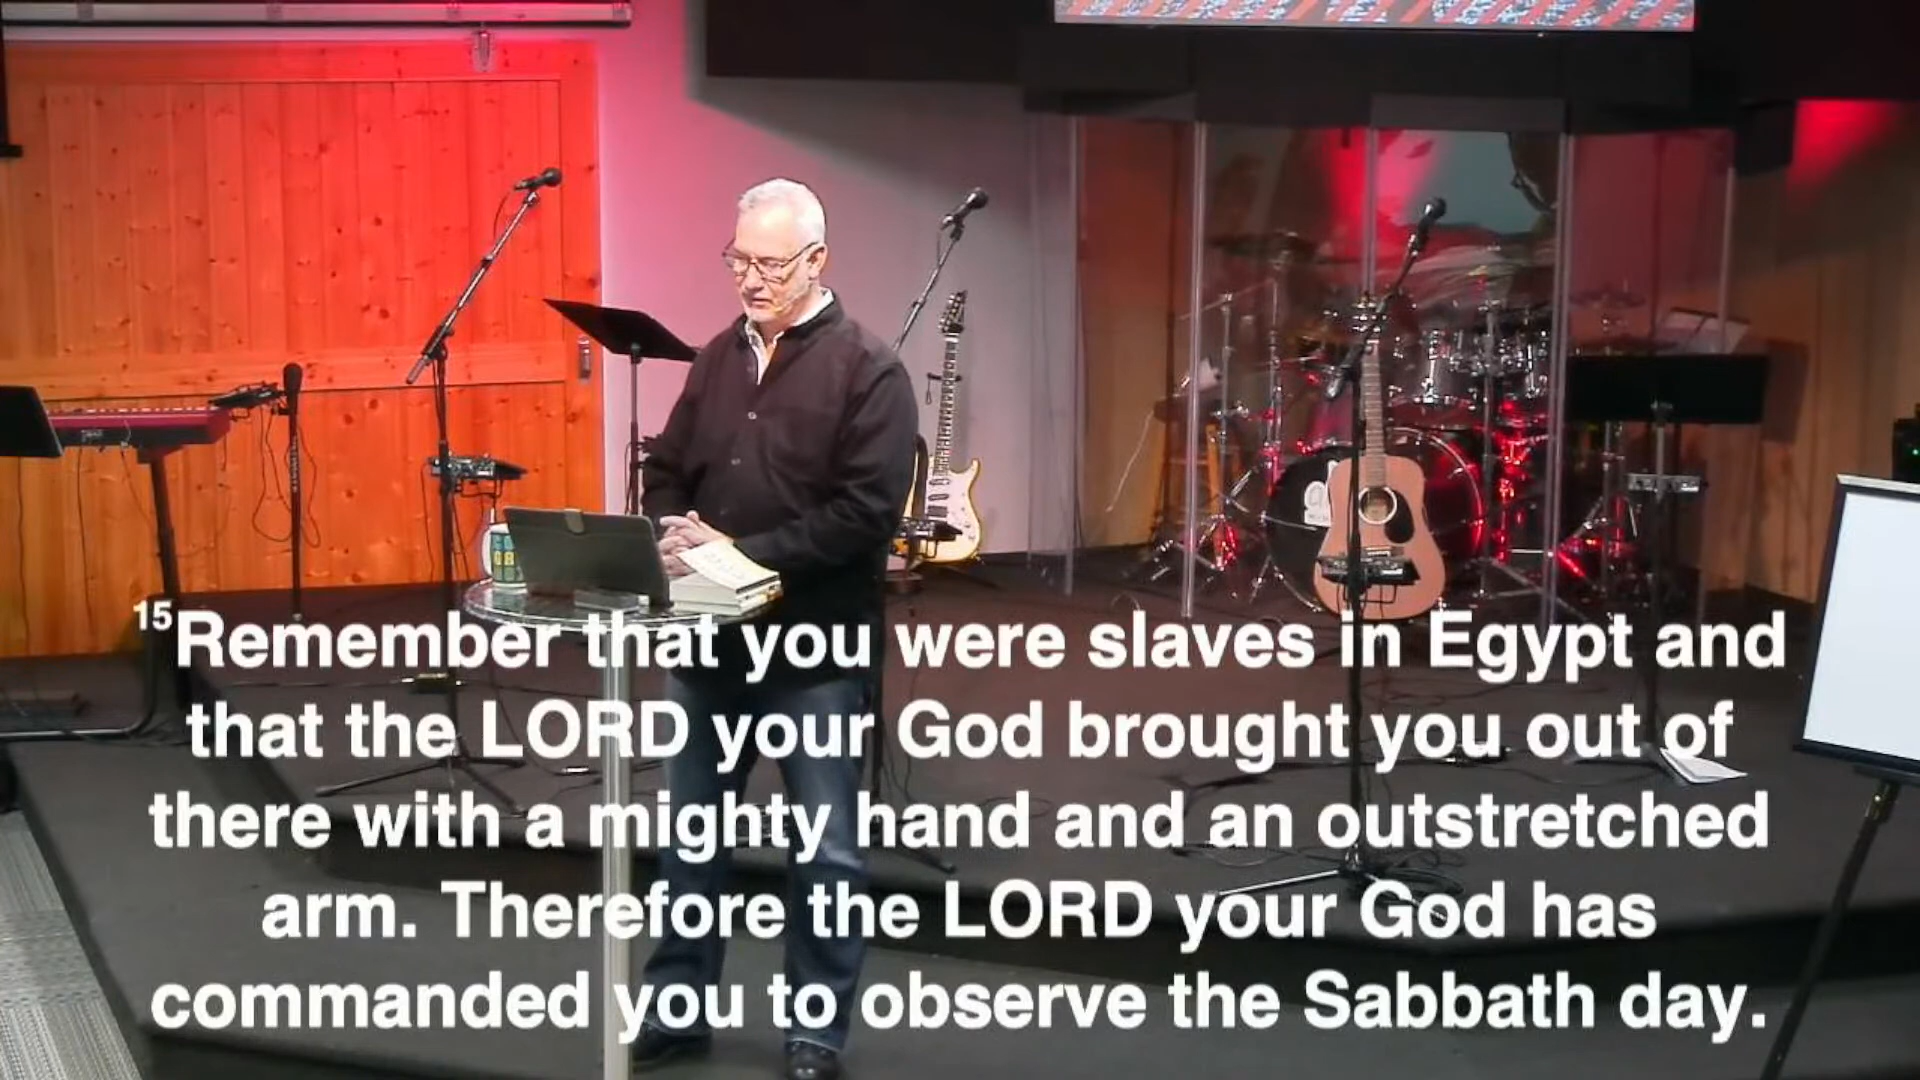 15Remember that you were slaves in Egypt and
that the LORD your God brought you out of
there with a mighty hand and an outstretched
arm. Therefore the LORD your God has
commanded you to observe the Sabbath day.